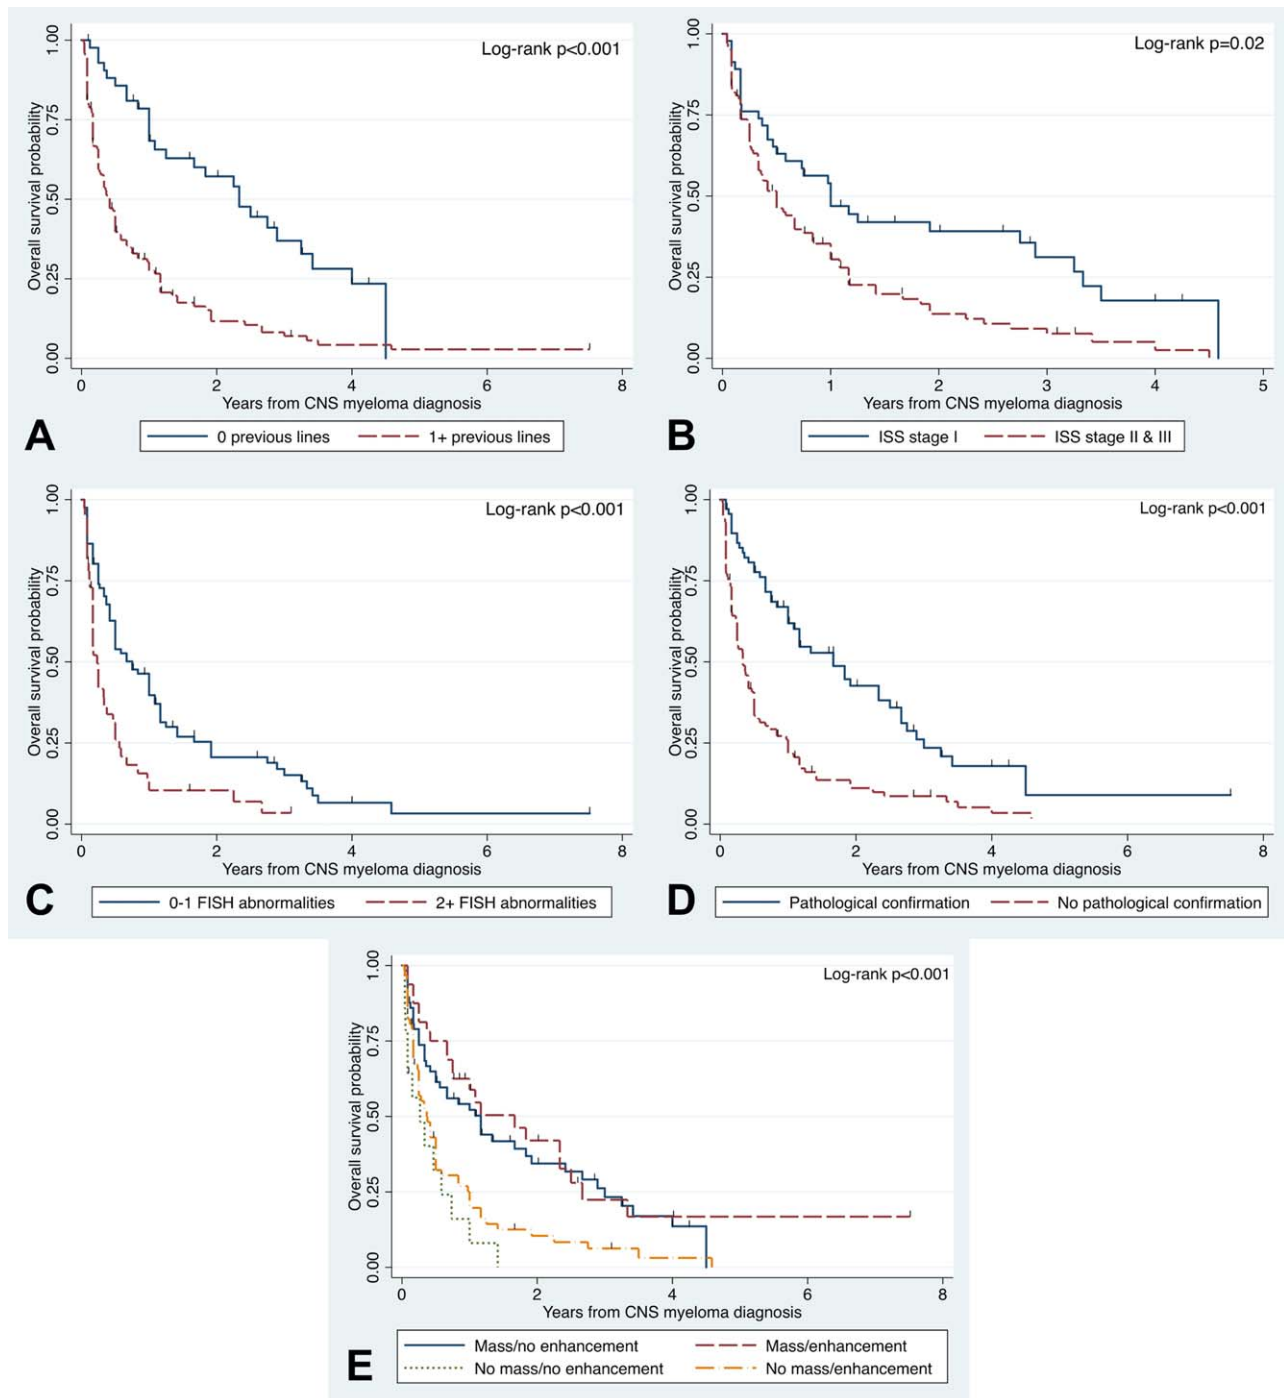 Log-rank p<0.001
Overall survival probability
1.00
0.75
0.50
0.25
0.00
0 2 4 6 8
Years from CNS myeloma diagnosis
A
0 previous lines 1+ previous lines
Log-rank p=0.02
Overall survival probability
1.00
0.75
0.50
0.25
0.00
0 1 2 3 4 5
Years from CNS myeloma diagnosis
B
ISS stage I ISS stage II & III
Log-rank p<0.001
Overall survival probability
1.00
0.75
0.50
0.25
0.00
0 2 4 6 8
Years from CNS myeloma diagnosis
C
0-1 FISH abnormalities 2+ FISH abnormalities
Log-rank p<0.001
Overall survival probability
1.00
0.75
0.50
0.25
0.00
0 2 4 6 8
Years from CNS myeloma diagnosis
D
Pathological confirmation No pathological confirmation
Log-rank p<0.001
Overall survival probability
1.00
0.75
0.50
0.25
0.00
0 2 4 6 8
Years from CNS myeloma diagnosis
E
Mass/no enhancement Mass/enhancement
No mass/no enhancement No mass/enhancement